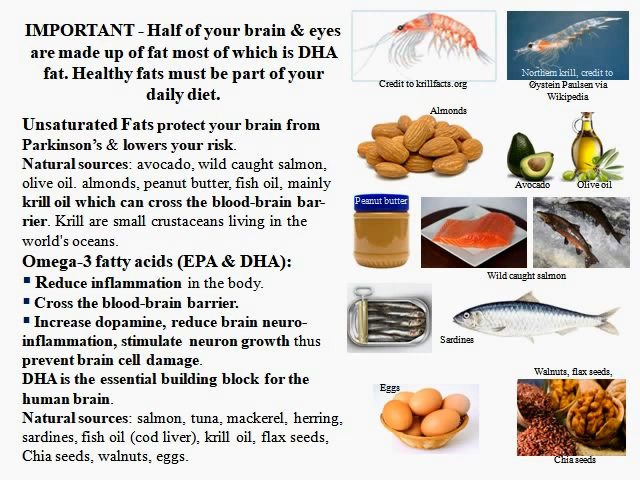 IMPORTANT - Half of your brain & eyes
are made up of fat most of which is DHA
fat. Healthy fats must be part of your
daily diet.
Unsaturated Fats protect your brain from
Parkinson’s & lowers your risk.
Natural sources: avocado, wild caught salmon,
olive oil. almonds, peanut butter, fish oil, mainly
krill oil which can cross the blood-brain bar-
rier. Krill are small crustaceans living in the
world's oceans.
Omega-3 fatty acids (EPA & DHA):
▪ Reduce inflammation in the body.
▪ Cross the blood-brain barrier.
▪ Increase dopamine, reduce brain neuro-
inflammation, stimulate neuron growth thus
prevent brain cell damage.
DHA is the essential building block for the
human brain.
Natural sources: salmon, tuna, mackerel, herring,
sardines, fish oil (cod liver), krill oil, flax seeds,
Chia seeds, walnuts, eggs.
Credit to krillfacts.org
Northern krill, credit to
Øystein Paulsen via
Wikipedia
Almonds
Avocado
Olive oil
Peanut butter
Wild caught salmon
Sardines
Eggs
Walnuts, flax seeds,
Chia seeds